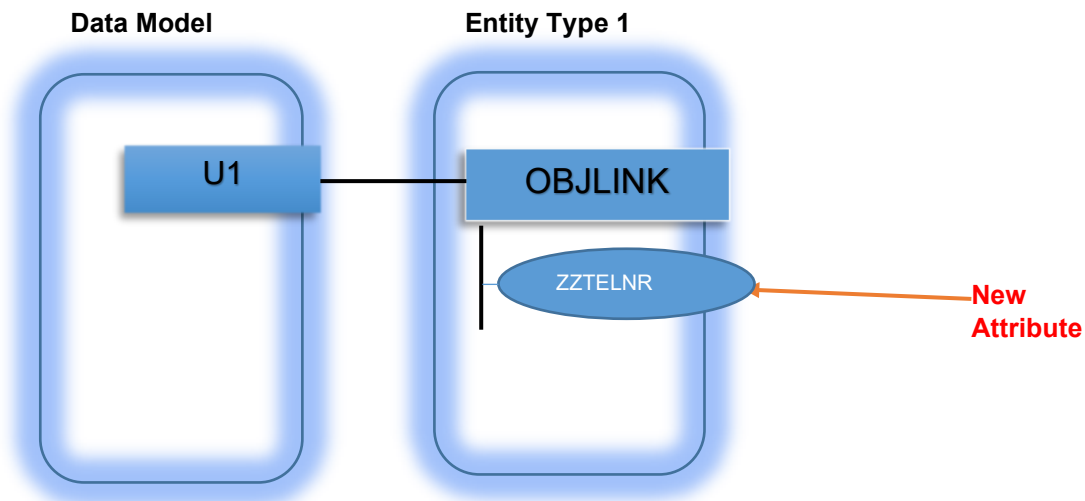 Data Model
Entity Type 1
U1
OBJLINK
ZZTELNR
New
Attribute